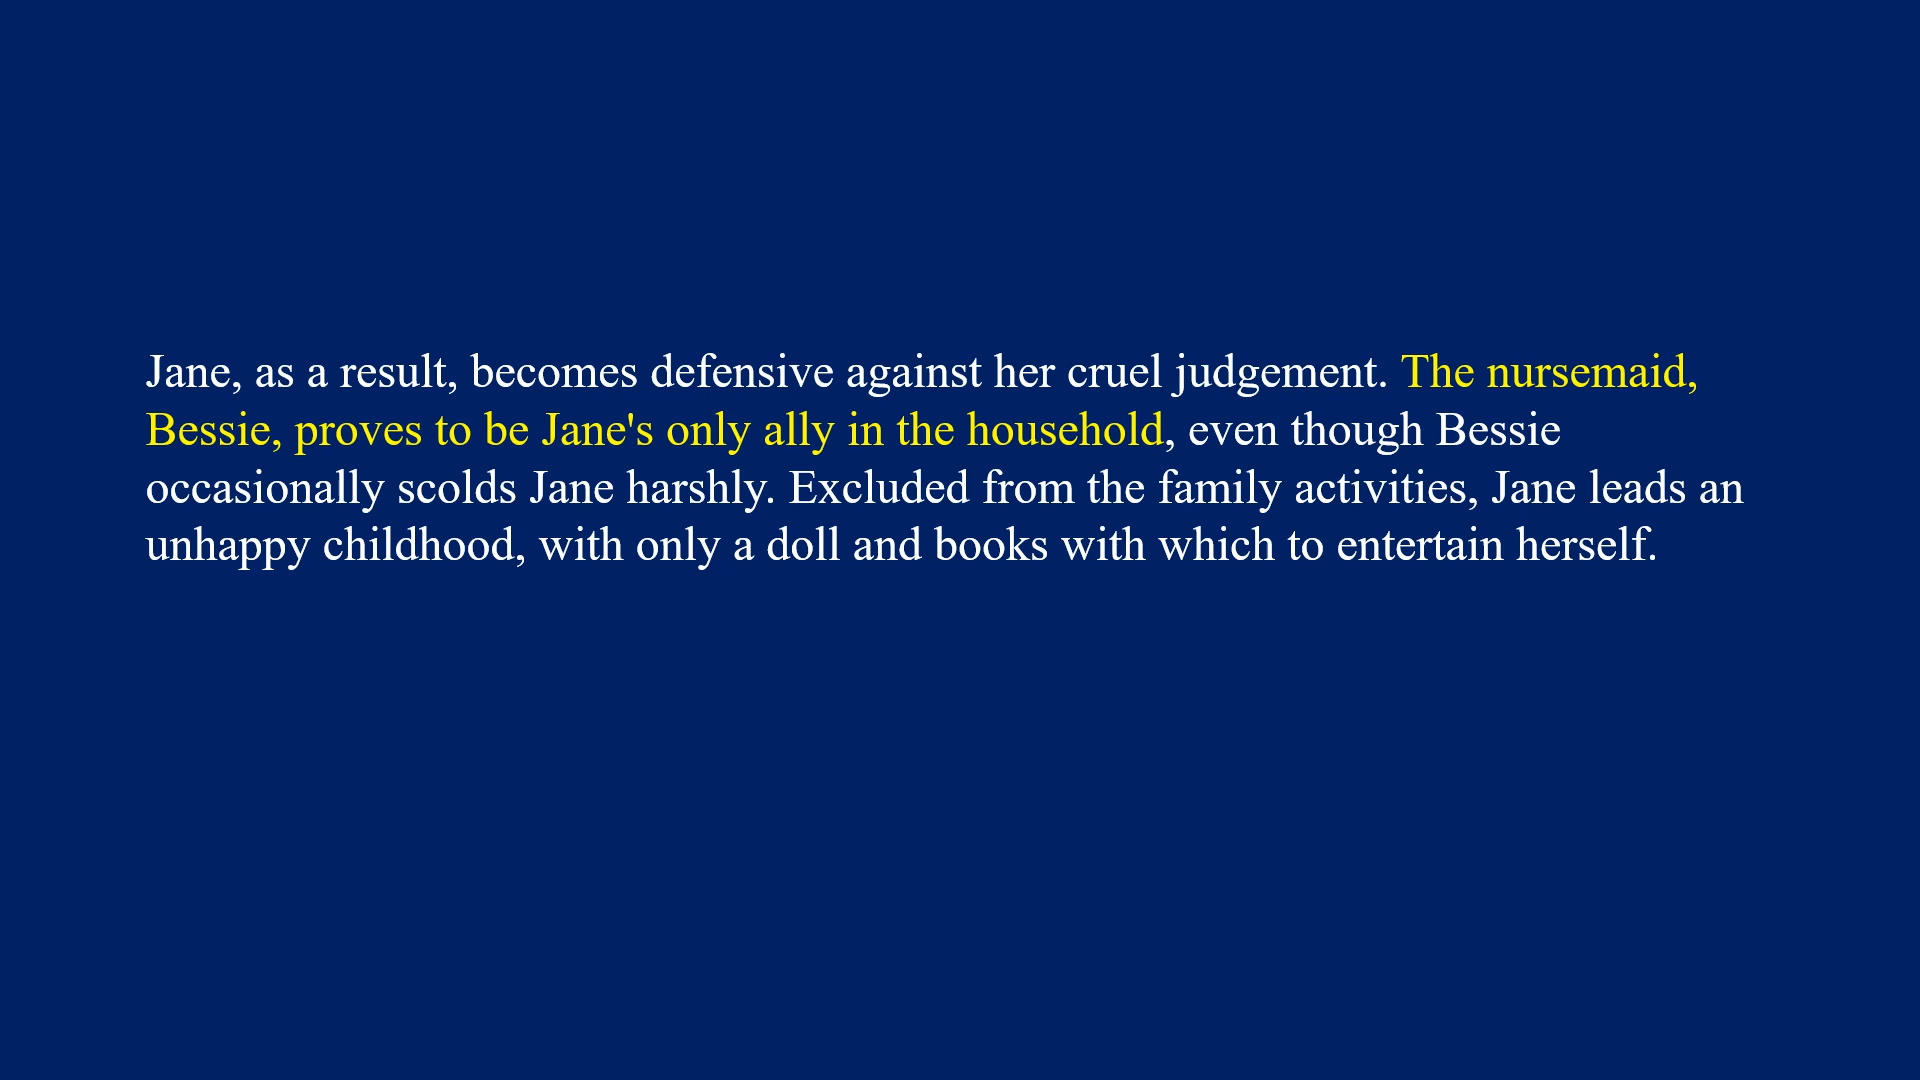 Jane, as a result, becomes defensive against her cruel judgement. The nursemaid,
Bessie, proves to be Jane's only ally in the household, even though Bessie
occasionally scolds Jane harshly. Excluded from the family activities, Jane leads an
unhappy childhood, with only a doll and books with which to entertain herself.